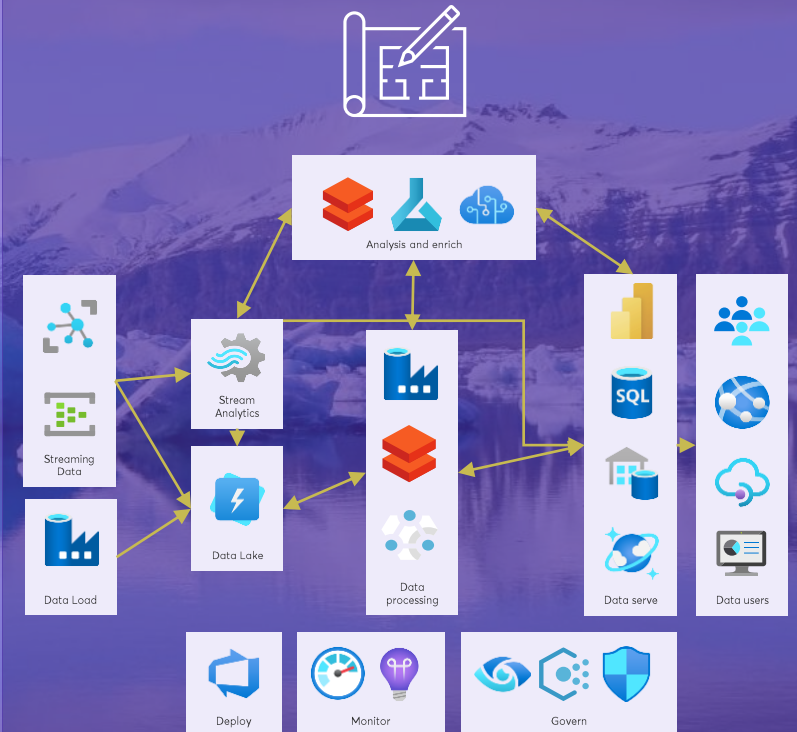 Analysis and enrich
Stream
Analytics
SQL
Streaming
Data
Data Lake
Data Load
Data
processing
Data serve
Data users
Deploy
Monitor
Govern